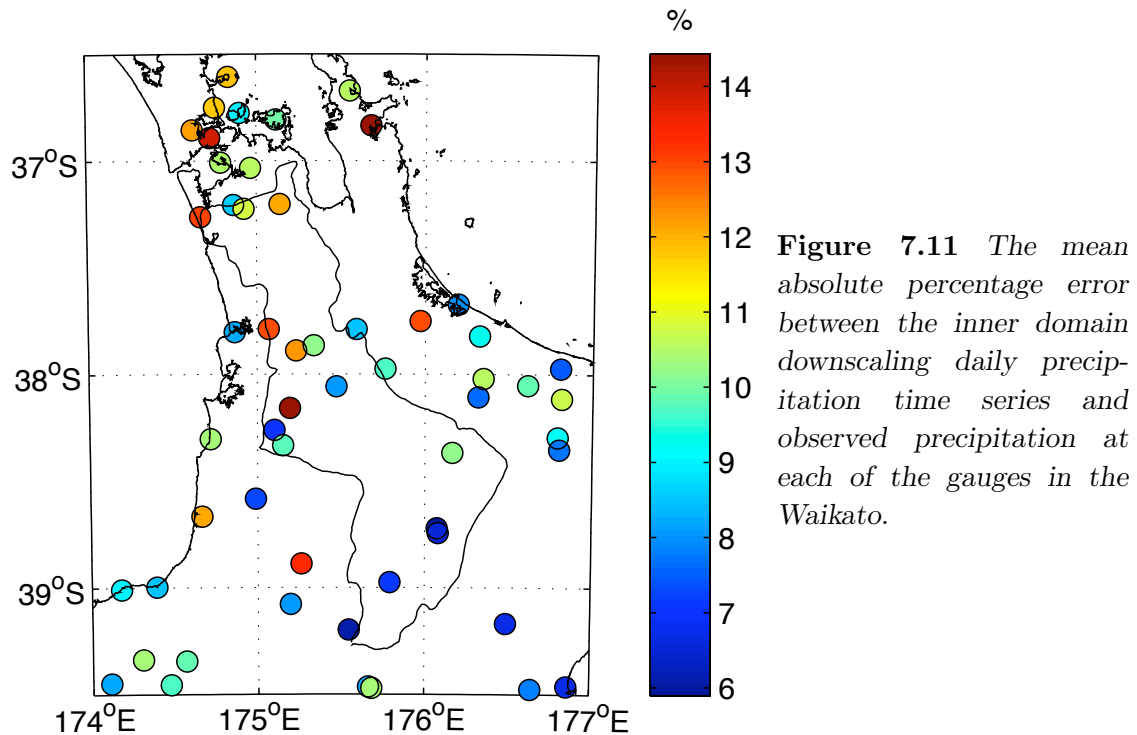 %
14
13
12
11
10
9
8
7
6
37°S
38°S
39°S
174°E
175°E
176°E
177°E
Figure 7.11 The mean
absolute percentage error
between the inner domain
downscaling daily precip-
itation time series and
observed precipitation at
each of the gauges in the
Waikato.